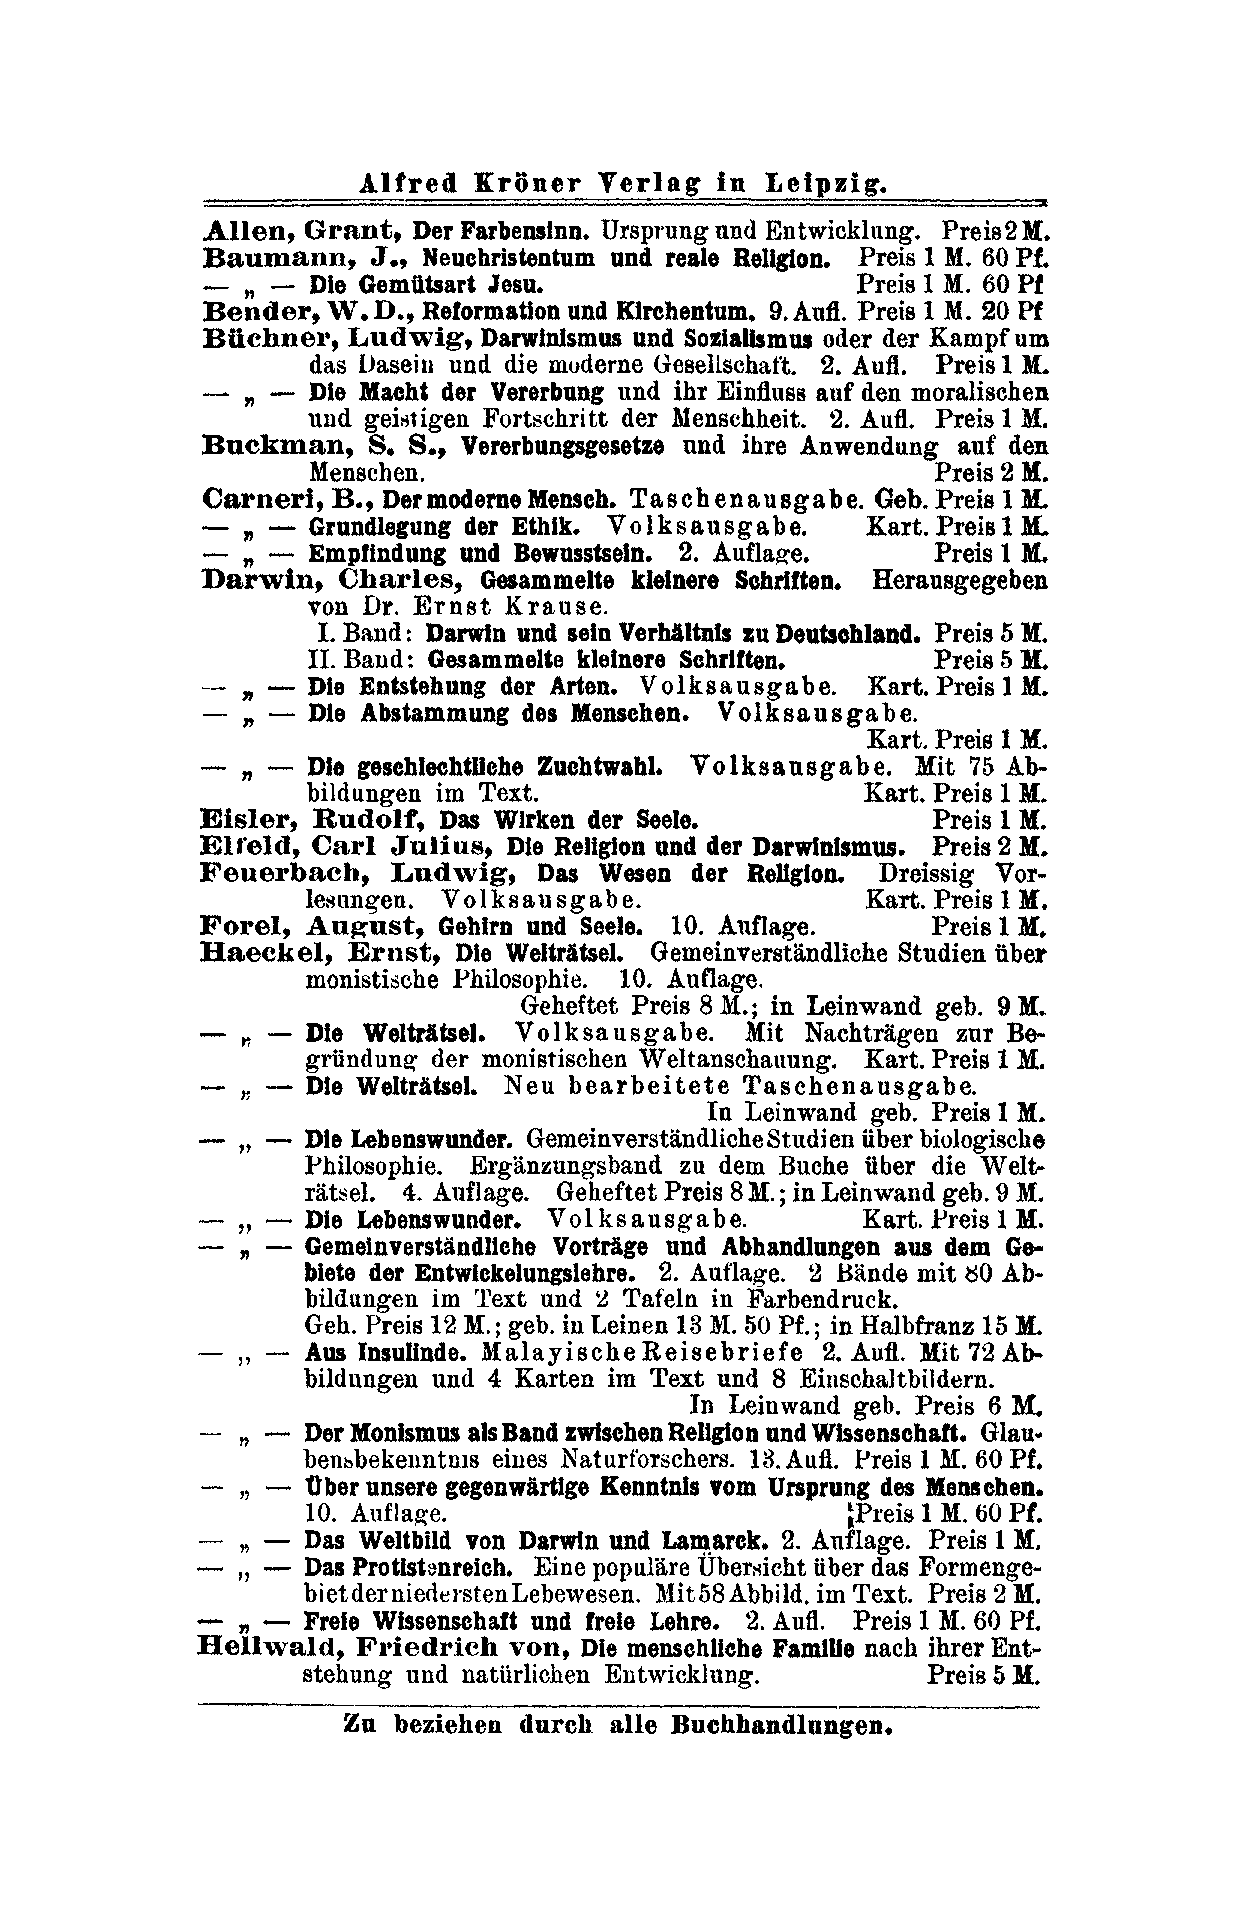 Alfred Kröner Verlag in Leipzig.
Allen, Grant, Der Farbensinn. Ursprung und Entwicklung. Preis 2 M.
Baumann, J., Neuchristentum und reale Religion. Preis 1 M. 60 Pf.
— „ — Die Gemütsart Jesu. Preis 1 M. 60 Pf
Bender, W. D., Reformation und Kirchentum. 9. Aufl. Preis 1 M. 20 Pf
Büchner, Ludwig, Darwinismus und Sozialismus oder der Kampf um
das Dasein und die moderne Gesellschaft. 2. Aufl. Preis 1 M.
— „ — Die Macht der Vererbung und ihr Einfluss auf den moralischen
und geistigen Fortschritt der Menschheit. 2. Aufl. Preis 1 M.
Buckman, S. S., Vererbungsgesetze und ihre Anwendung auf den
Menschen. Preis 2 M.
Carneri, B., Der moderne Mensch. Taschenausgabe. Geb. Preis 1 M.
— „ — Grundlegung der Ethik. Volksausgabe. Kart. Preis 1 M.
— „ — Empfindung und Bewusstsein. 2. Auflage. Preis 1 M.
Darwin, Charles, Gesammelte kleinere Schriften. Herausgegeben
von Dr. Ernst Krause.
I. Band: Darwin und sein Verhältnis zu Deutschland. Preis 5 M.
II. Band: Gesammelte kleinere Schriften. Preis 5 M.
— „ — Die Entstehung der Arten. Volksausgabe. Kart. Preis 1 M.
— „ — Die Abstammung des Menschen. Volksausgabe.
Kart. Preis 1 M.
— „ — Die geschlechtliche Zuchtwahl. Volksausgabe. Mit 75 Ab-
bildungen im Text. Kart. Preis 1 M.
Eisler, Rudolf, Das Wirken der Seele. Preis 1 M.
Elfeld, Carl Julius, Die Religion und der Darwinismus. Preis 2 M.
Feuerbach, Ludwig, Das Wesen der Religion. Dreissig Vor-
lesungen. Volksausgabe. Kart. Preis 1 M.
Forel, August, Gehirn und Seele. 10. Auflage. Preis 1 M.
Haeckel, Ernst, Die Welträtsel. Gemeinverständliche Studien über
monistische Philosophie. 10. Auflage.
Geheftet Preis 8 M.; in Leinwand geb. 9 M.
— „ — Die Welträtsel. Volksausgabe. Mit Nachträgen zur Be-
gründung der monistischen Weltanschauung. Kart. Preis 1 M.
— „ — Die Welträtsel. Neu bearbeitete Taschenausgabe.
In Leinwand geb. Preis 1 M.
— „ — Die Lebenswunder. Gemeinverständliche Studien über biologische
Philosophie. Ergänzungsband zu dem Buche über die Welt-
rätsel. 4. Auflage. Geheftet Preis 8 M.; in Leinwand geb. 9 M.
— „ — Die Lebenswunder. Volksausgabe. Kart. Preis 1 M.
— „ — Gemeinverständliche Vorträge und Abhandlungen aus dem Ge-
biete der Entwickelungslehre. 2. Auflage. 2 Bände mit 80 Ab-
bildungen im Text und 2 Tafeln in Farbendruck.
Geh. Preis 12 M.; geb. in Leinen 13 M. 50 Pf.; in Halbfranz 15 M.
— „ — Aus Insulinde. Malayische Reisebriefe 2. Aufl. Mit 72 Ab-
bildungen und 4 Karten im Text und 8 Einschaltbildern.
In Leinwand geb. Preis 6 M.
— „ — Der Monismus als Band zwischen Religion und Wissenschaft. Glau-
bensbekenntnis eines Naturforschers. 13. Aufl. Preis 1 M. 60 Pf.
— „ — Über unsere gegenwärtige Kenntnis vom Ursprung des Menschen.
10. Auflage. Preis 1 M. 60 Pf.
— „ — Das Weltbild von Darwin und Lamarck. 2. Auflage. Preis 1 M.
— „ — Das Protistenreich. Eine populäre Übersicht über das Formenge-
biet der niedersten Lebewesen. Mit 58 Abbild. im Text. Preis 2 M.
— „ — Freie Wissenschaft und freie Lehre. 2. Aufl. Preis 1 M. 60 Pf.
Hellwald, Friedrich von, Die menschliche Familie nach ihrer Ent-
stehung und natürlichen Entwicklung. Preis 5 M.
Zu beziehen durch alle Buchhandlungen.